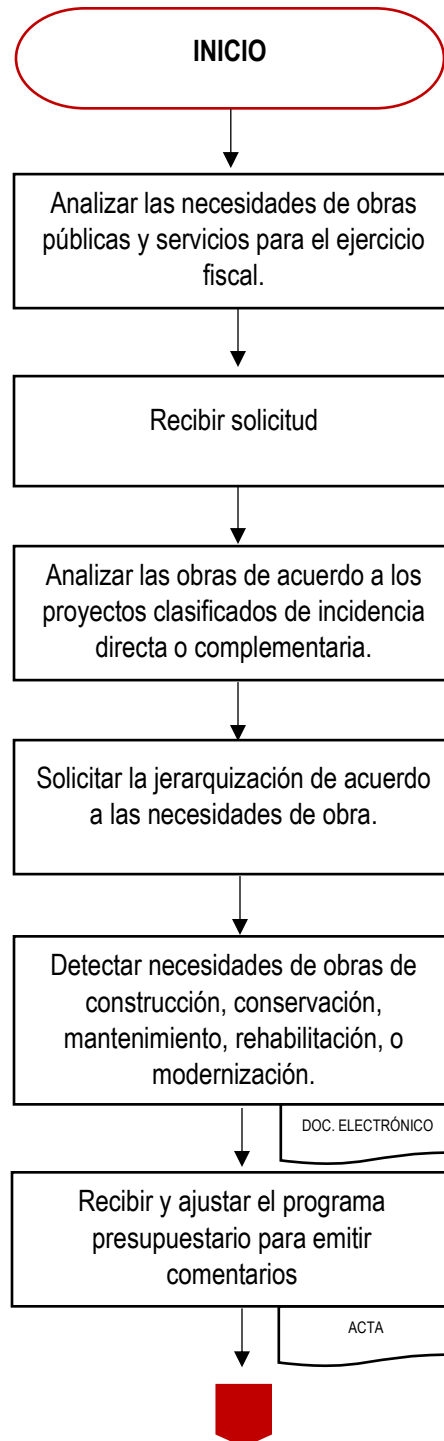 INICIO
Analizar las necesidades de obras
públicas y servicios para el ejercicio
fiscal.
Recibir solicitud
Analizar las obras de acuerdo a los
proyectos clasificados de incidencia
directa o complementaria.
Solicitar la jerarquización de acuerdo
a las necesidades de obra.
Detectar necesidades de obras de
construcción, conservación,
mantenimiento, rehabilitación, o
modernización.
DOC. ELECTRÓNICO
Recibir y ajustar el programa
presupuestario para emitir
comentarios
ACTA